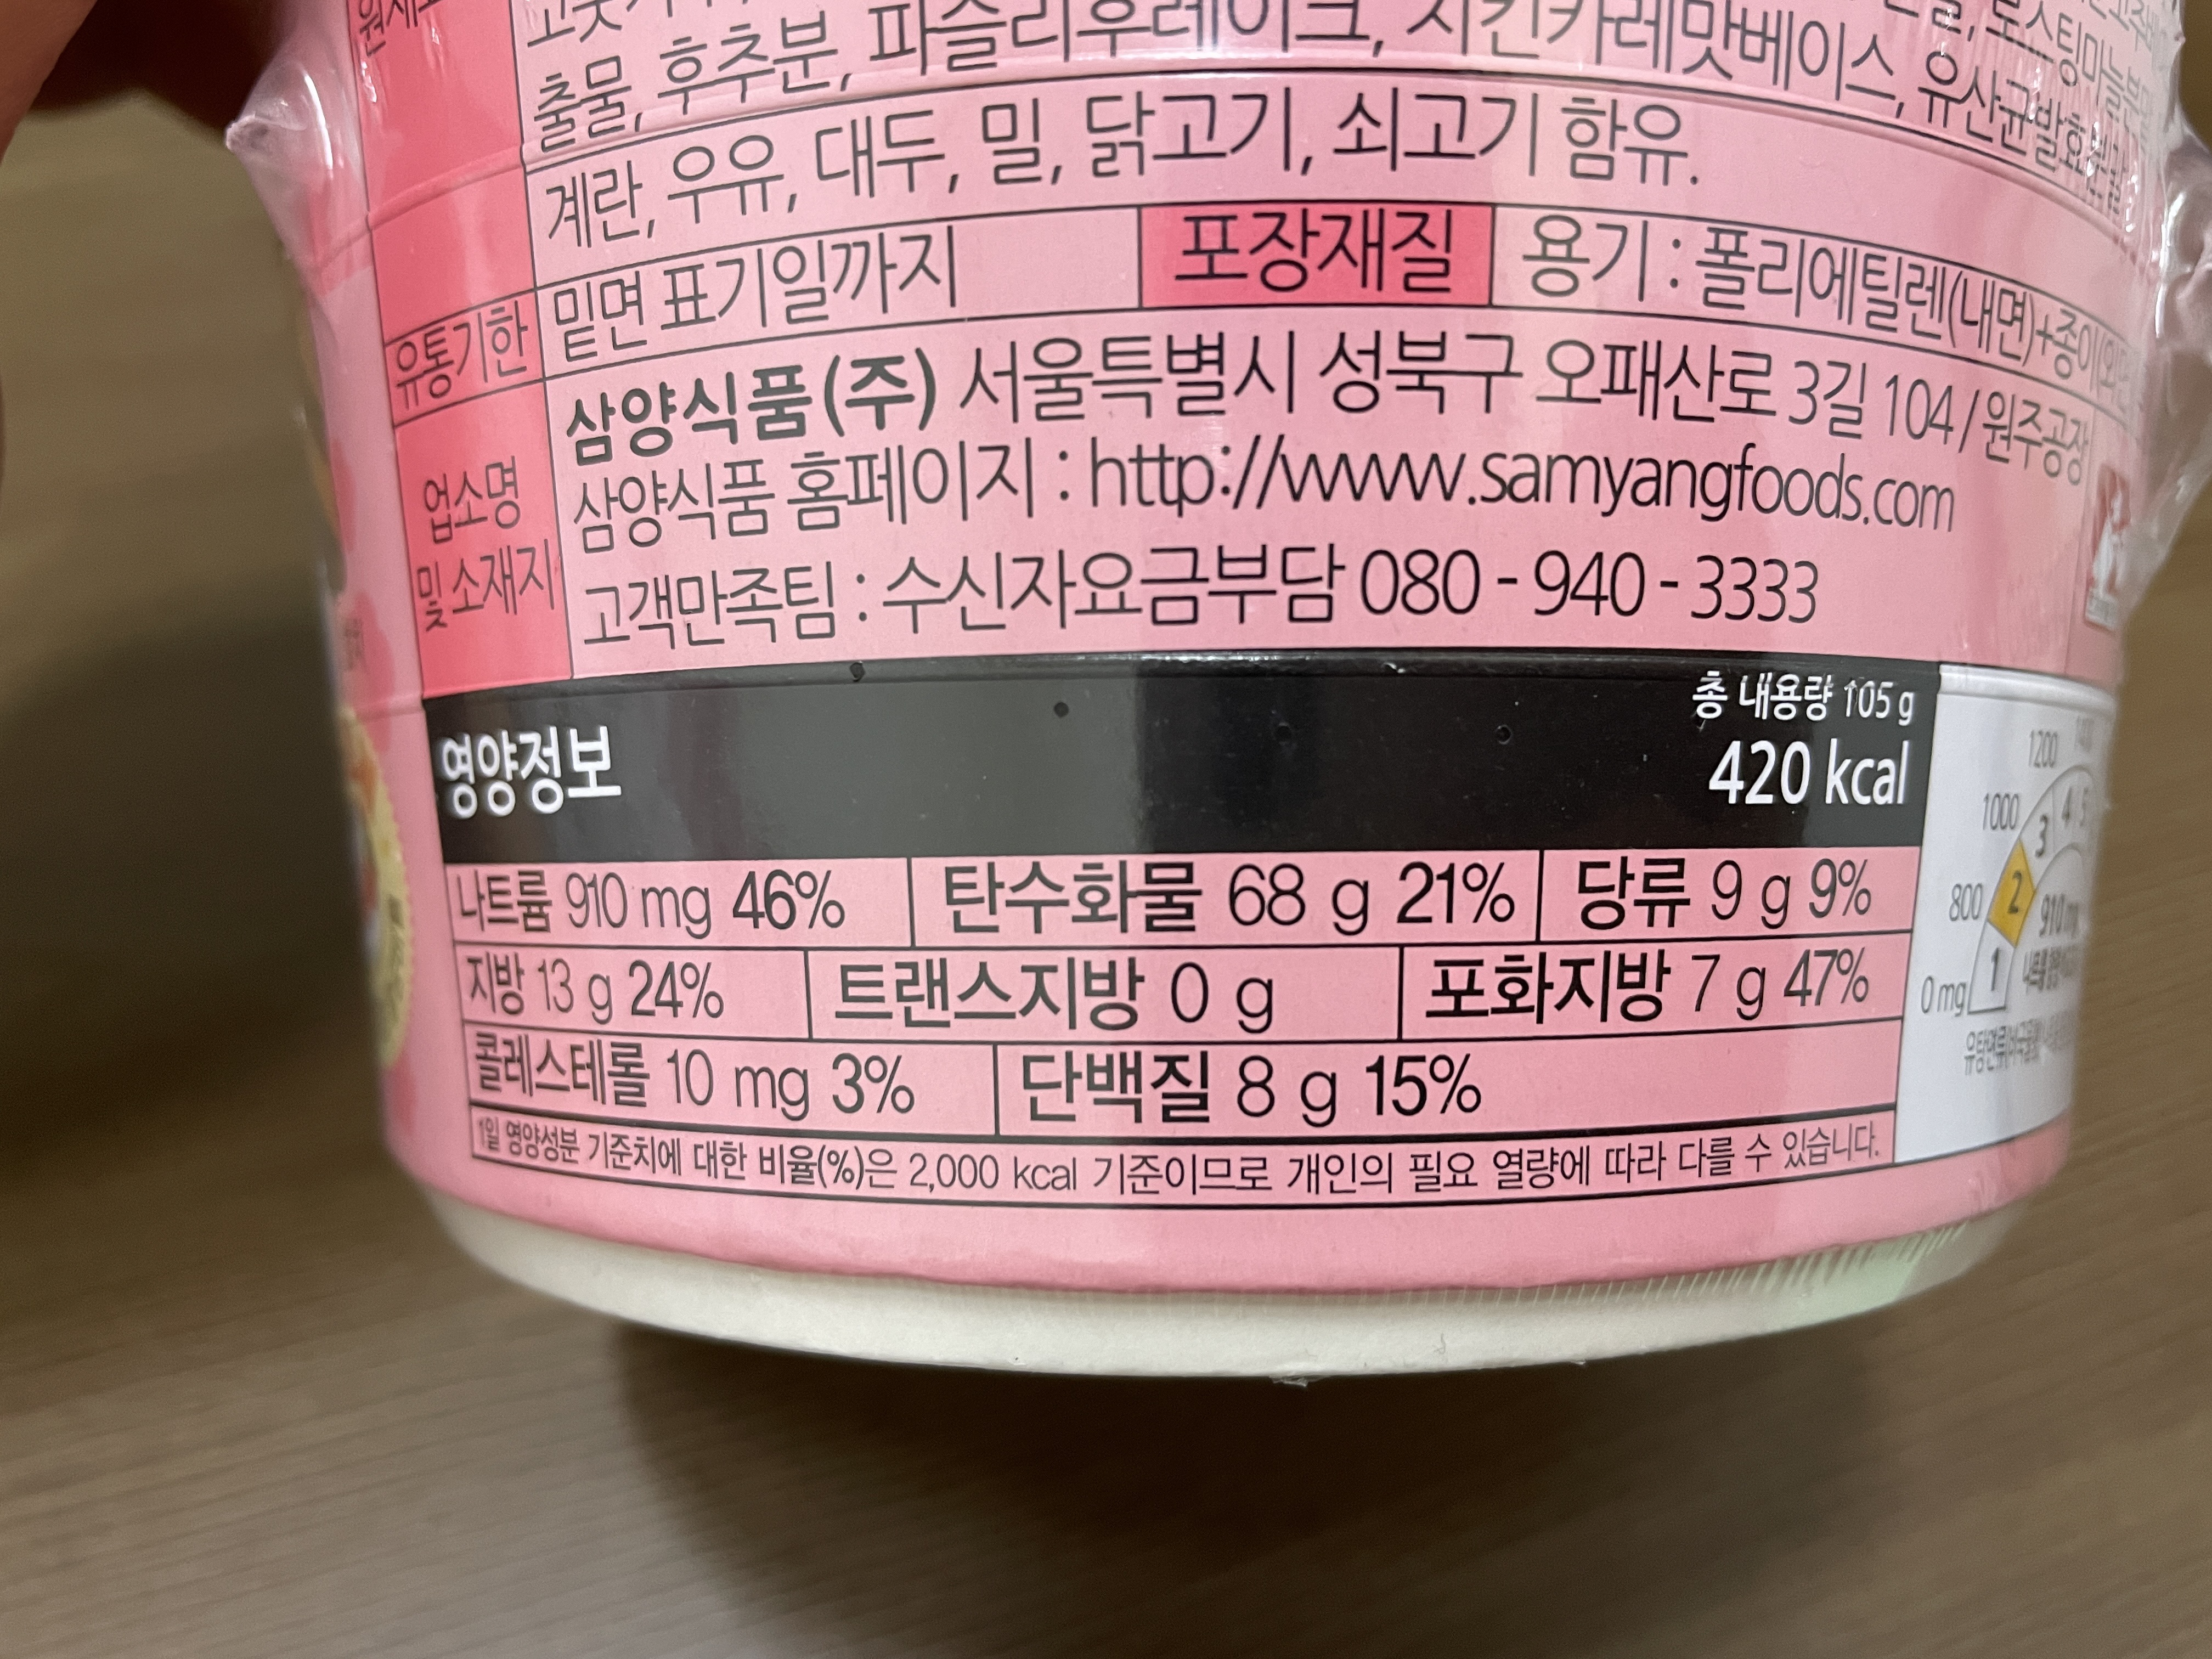 출물, 후추분, 파슬리후레이크, 치킨카레맛베이스,
계란, 우유, 대두, 밀, 닭고기, 쇠고기 함유.
유통기한 밑면 표기일까지 포장재질 용기 : 폴리에틸렌(내면)+종이
업소명 및 소재지
삼양식품(주) 서울특별시 성북구 오패산로 3길 104 / 원주공장
삼양식품 홈페이지 : http://www.samyangfoods.com
고객만족팀 : 수신자요금부담 080 - 940 - 3333
영양정보
총 내용량 105 g
420 kcal
나트륨 910 mg 46% 탄수화물 68 g 21% 당류 9 g 9%
지방 13 g 24% 트랜스지방 0 g 포화지방 7 g 47%
콜레스테롤 10 mg 3% 단백질 8 g 15%
1일 영양성분 기준치에 대한 비율(%)은 2,000 kcal 기준이므로 개인의 필요 열량에 따라 다를 수 있습니다.
1200
1000
800
0 mg
1 2 3 4 5
910 mg